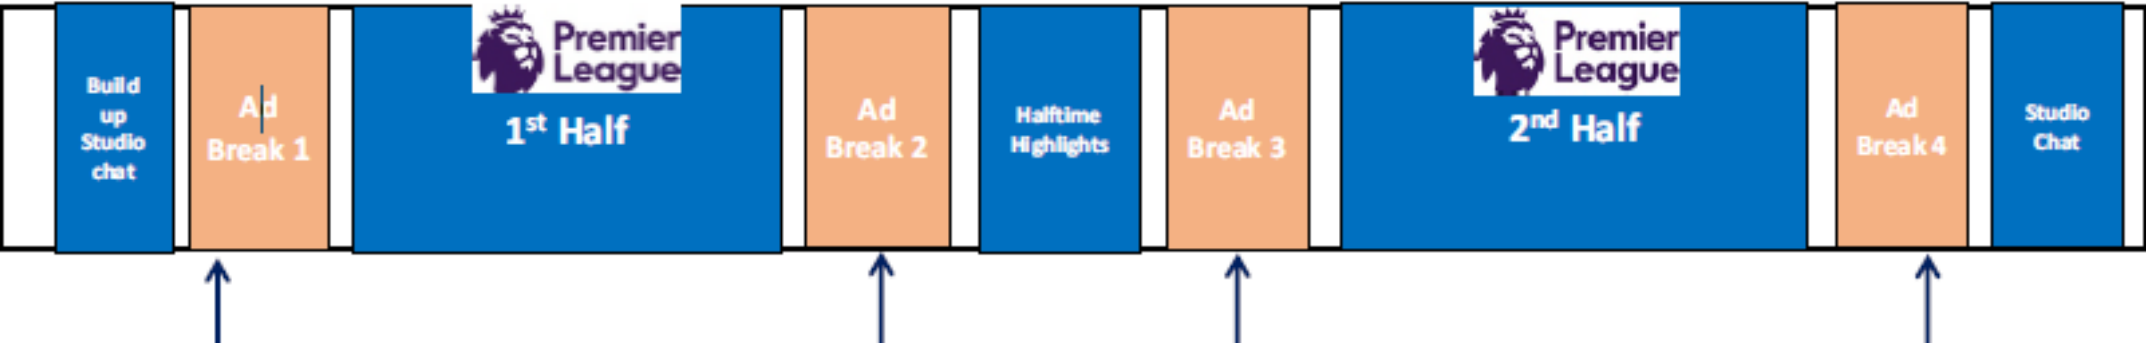 Build
up
Studio
chat
Ad
Break 1
Premier
League
1st Half
Ad
Break 2
Halftime
Highlights
Ad
Break 3
Premier
League
2nd Half
Ad
Break 4
Studio
Chat